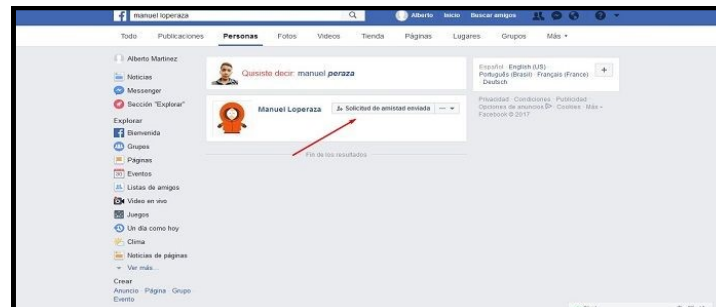 manuel loperaza
Alberto Inicio Buscar amigos
Todo Publicaciones Personas Fotos Videos Tienda Páginas Lugares Grupos Más
Alberto Martinez
Noticias
Messenger
Sección "Explorar"
Explorar
Bienvenida
Grupos
Páginas
Eventos
Listas de amigos
Video en vivo
Juegos
Un día como hoy
Clima
Noticias de páginas
Ver más...
Crear
Anuncio · Página · Grupo ·
Evento
Quisiste decir: manuel peraza
Manuel Loperaza
Solicitud de amistad enviada
Fin de los resultados
Español · English (US) ·
Português (Brasil) · Français (France)
· Deutsch
Privacidad · Condiciones · Publicidad ·
Opciones de anuncios · Cookies · Más
Facebook © 2017